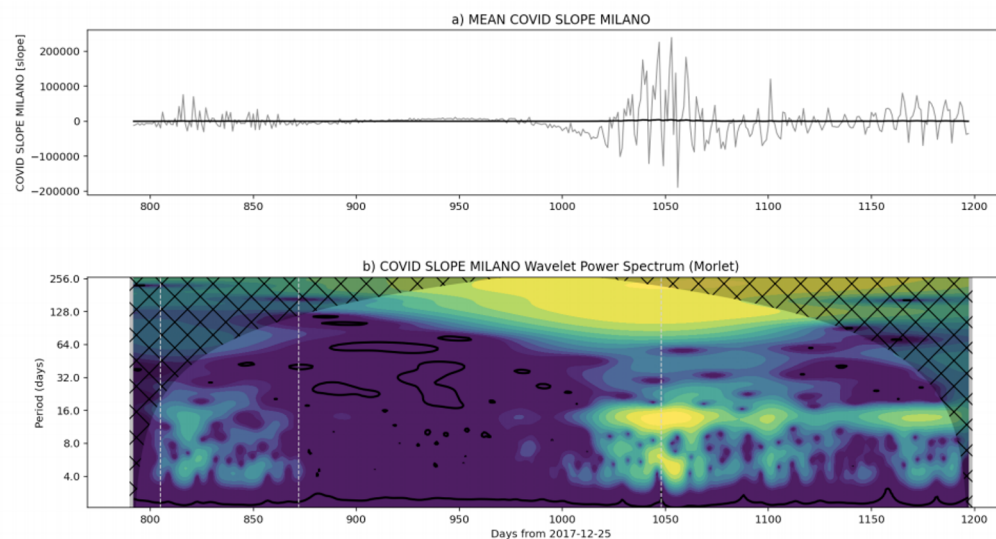 a) MEAN COVID SLOPE MILANO
COVID SLOPE MILANO [slope]
200000
100000
0
−100000
−200000
800 850 900 950 1000 1050 1100 1150 1200
b) COVID SLOPE MILANO Wavelet Power Spectrum (Morlet)
Period (days)
256.0
128.0
64.0
32.0
16.0
8.0
4.0
800 850 900 950 1000 1050 1100 1150 1200
Days from 2017-12-25